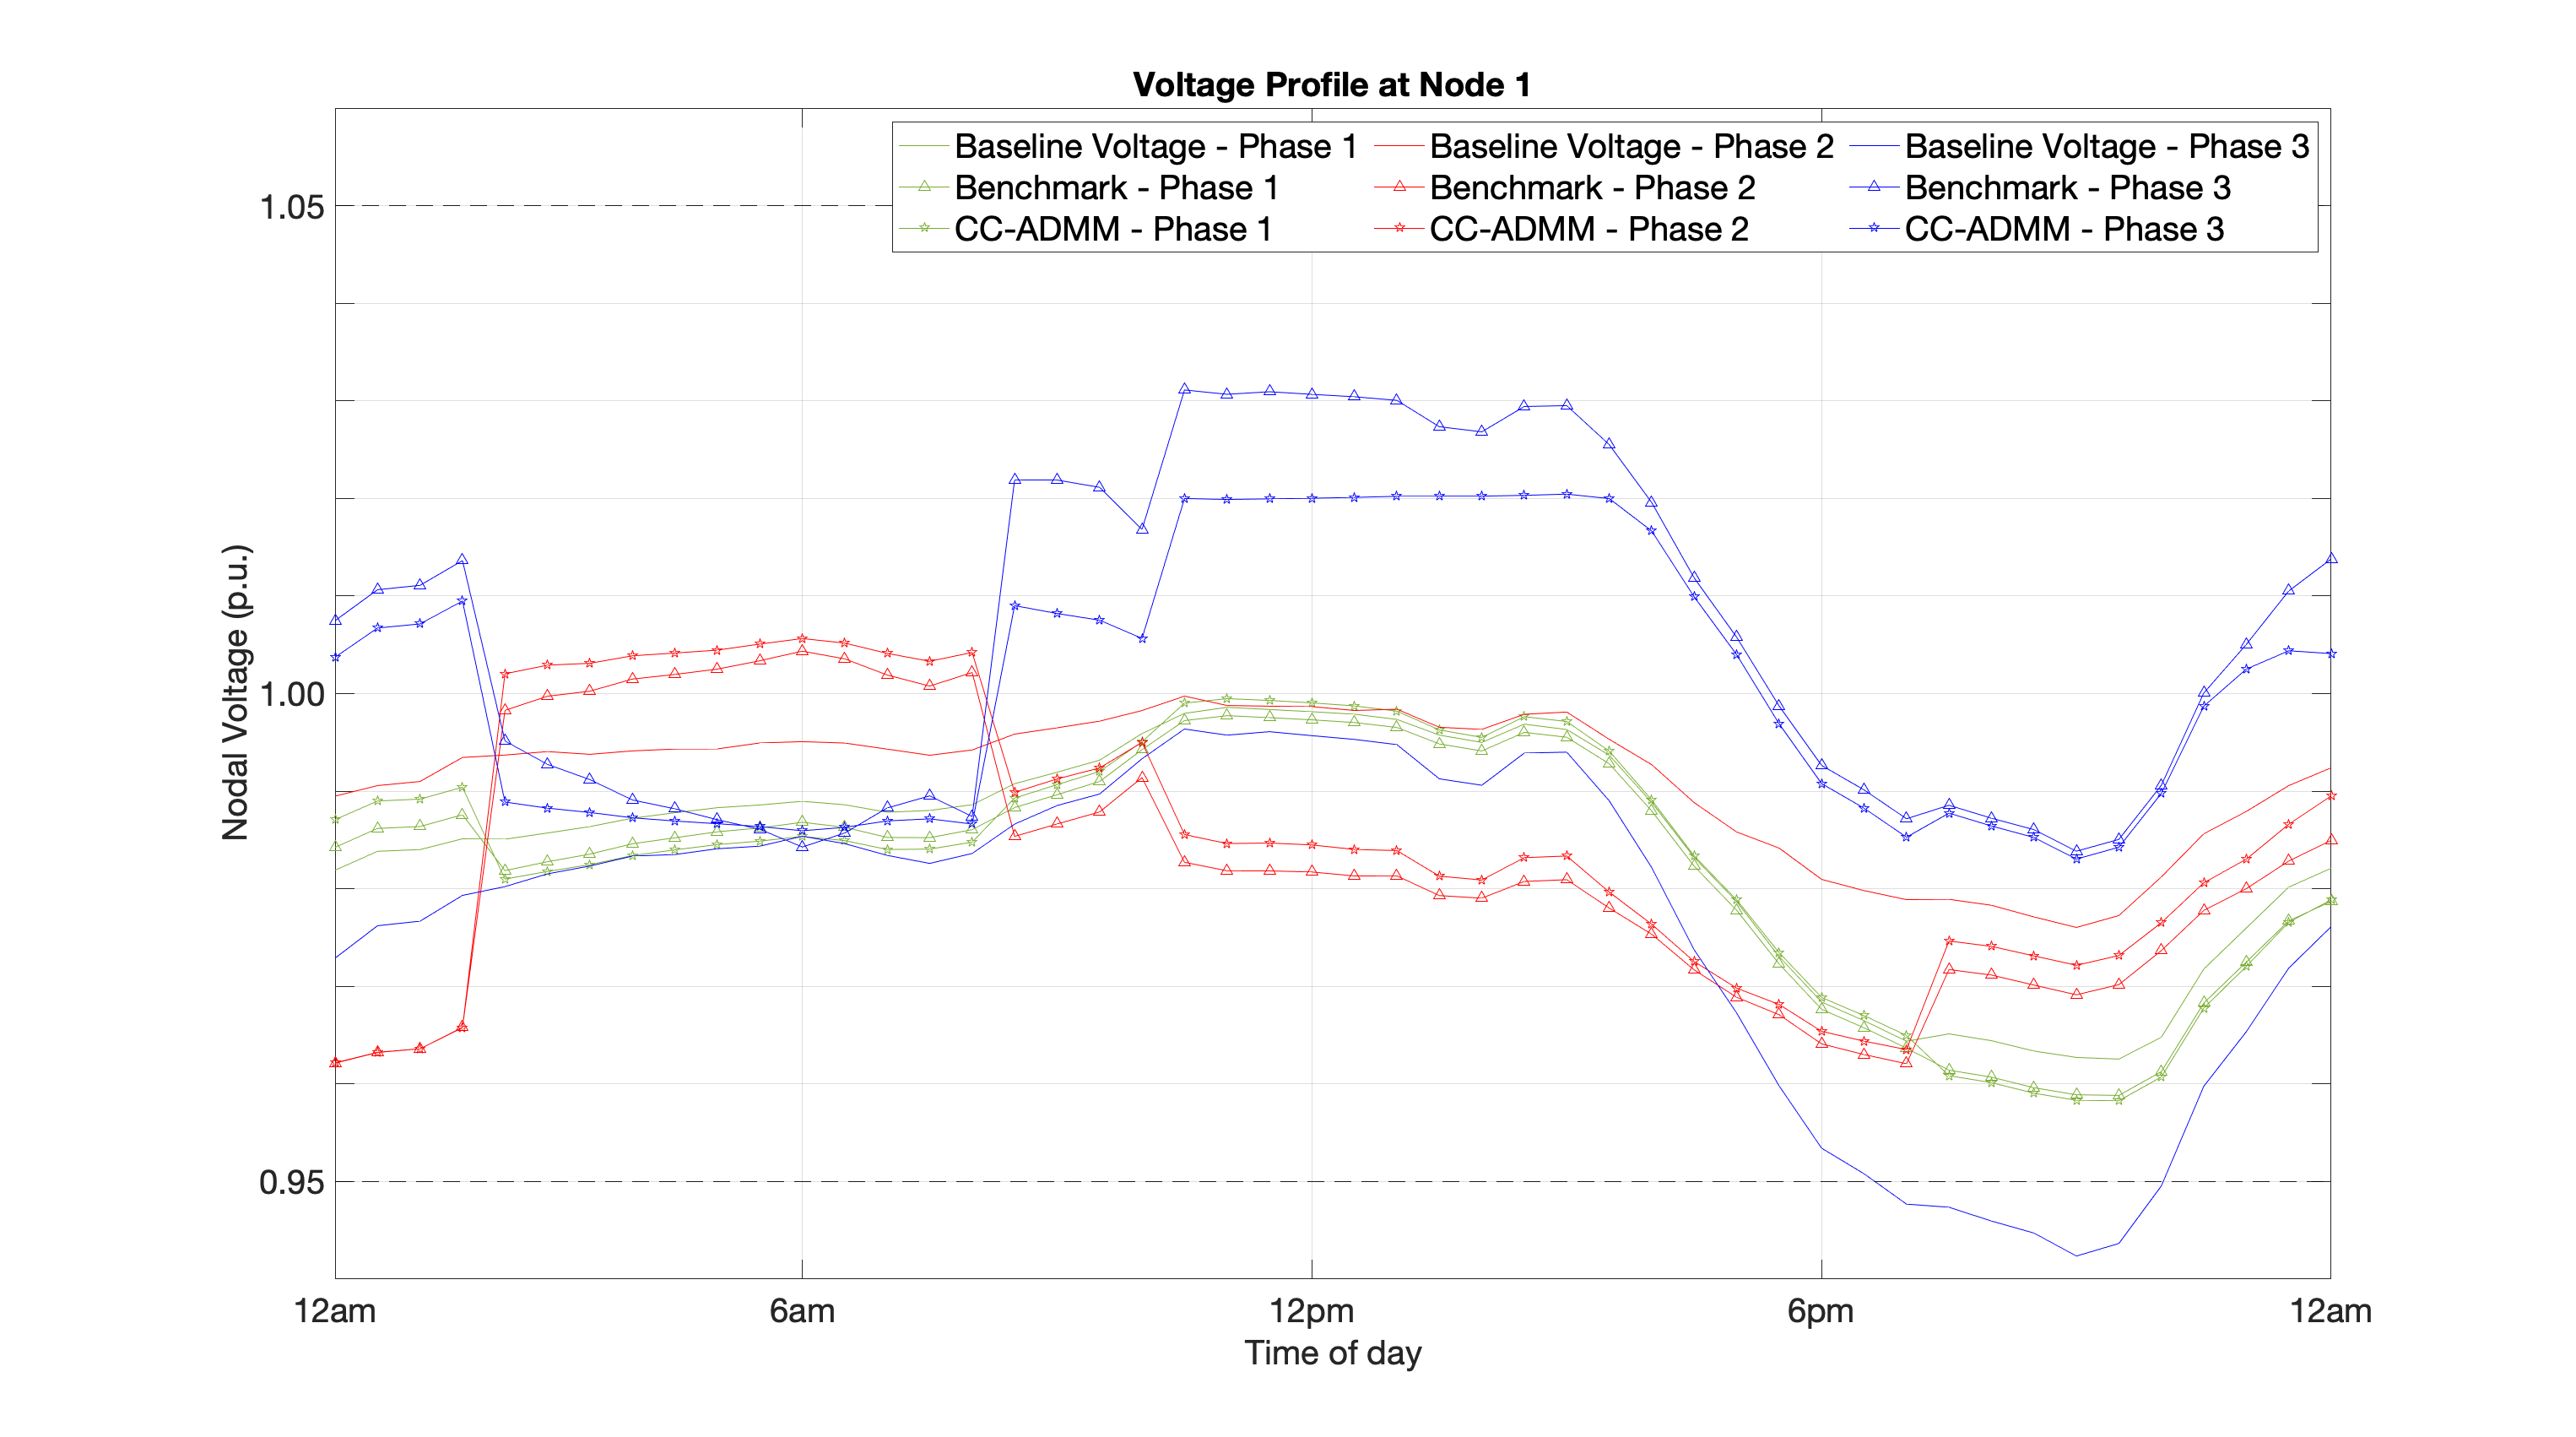 Voltage Profile at Node 1
Baseline Voltage - Phase 1 Baseline Voltage - Phase 2 Baseline Voltage - Phase 3
Benchmark - Phase 1 Benchmark - Phase 2 Benchmark - Phase 3
CC-ADMM - Phase 1 CC-ADMM - Phase 2 CC-ADMM - Phase 3
1.05
1.00
0.95
Nodal Voltage (p.u.)
12am 6am 12pm 6pm 12am
Time of day